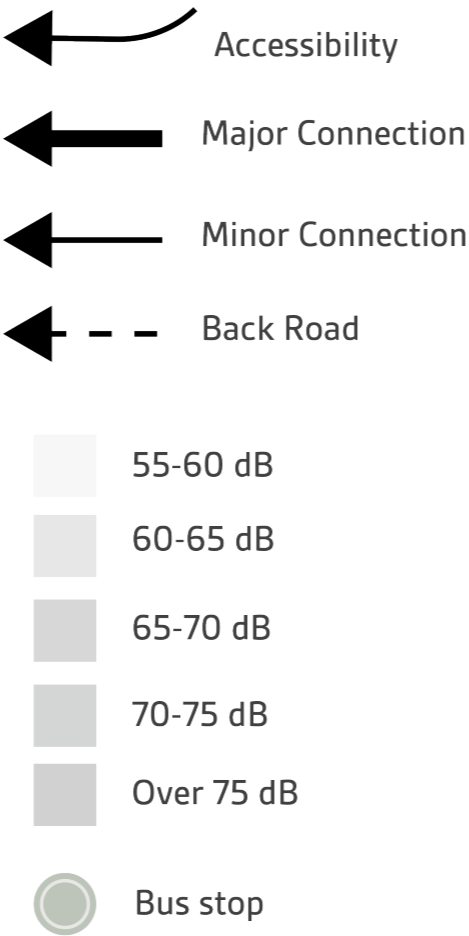 Accessibility
Major Connection
Minor Connection
Back Road
55-60 dB
60-65 dB
65-70 dB
70-75 dB
Over 75 dB
Bus stop